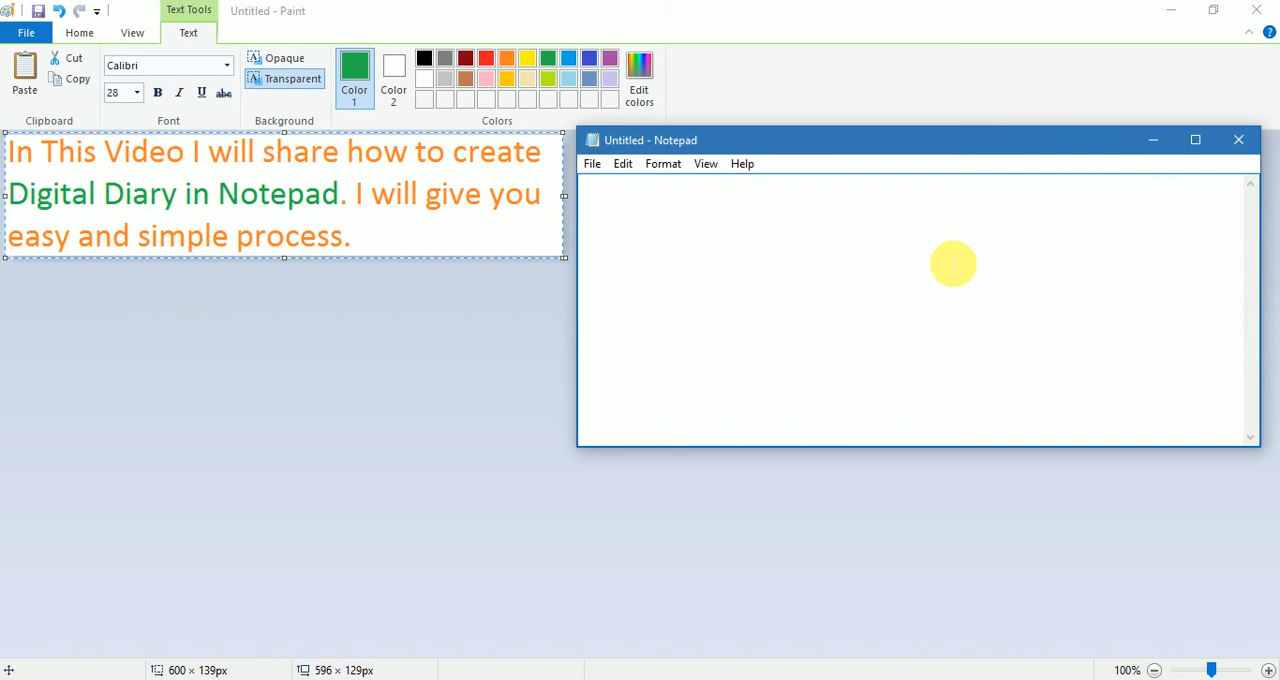 Text Tools
Untitled - Paint
File
Home
View
Text
Paste
Cut
Copy
Clipboard
Calibri
28
B I U abc
Font
Opaque
Transparent
Background
Color 1
Color 2
Edit colors
Colors
In This Video I will share how to create
Digital Diary in Notepad. I will give you
easy and simple process.
Untitled - Notepad
File Edit Format View Help
600 × 139px
596 × 129px
100%